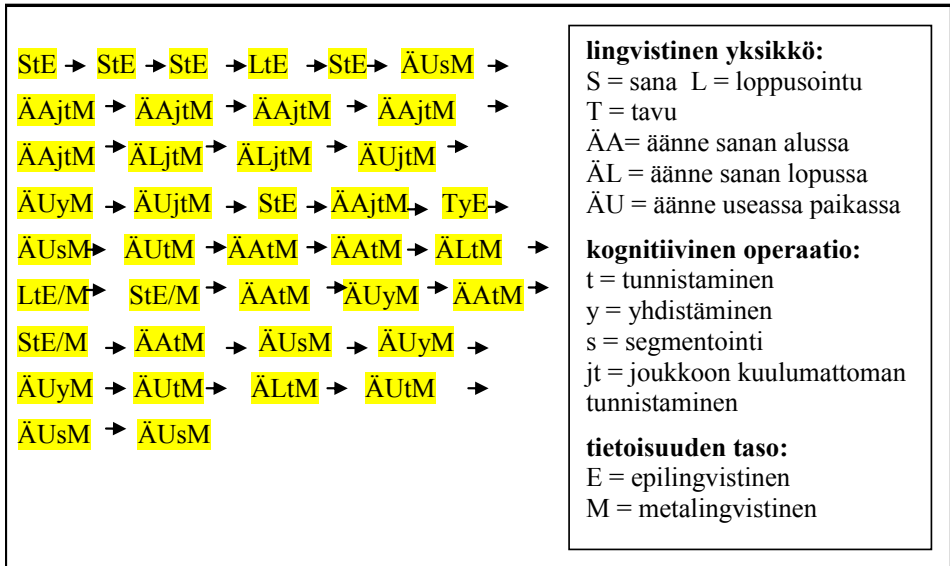 StE → StE → StE → LtE → StE → ÄUsM →
ÄAjtM → ÄAjtM → ÄAjtM → ÄAjtM →
ÄAjtM → ÄLjtM → ÄLjtM → ÄUjtM →
ÄUyM → ÄUjtM → StE → ÄAjtM → TyE →
ÄUsM → ÄUtM → ÄAtM → ÄAtM → ÄLtM →
LtE/M → StE/M → ÄAtM → ÄUyM → ÄAtM →
StE/M → ÄAtM → ÄUsM → ÄUyM →
ÄUyM → ÄUtM → ÄLtM → ÄUtM →
ÄUsM → ÄUsM
lingvistinen yksikkö:
S = sana L = loppusointu
T = tavu
ÄA= äänne sanan alussa
ÄL = äänne sanan lopussa
ÄU = äänne useassa paikassa
kognitiivinen operaatio:
t = tunnistaminen
y = yhdistäminen
s = segmentointi
jt = joukkoon kuulumattoman
tunnistaminen
tietoisuuden taso:
E = epilingvistinen
M = metalingvistinen